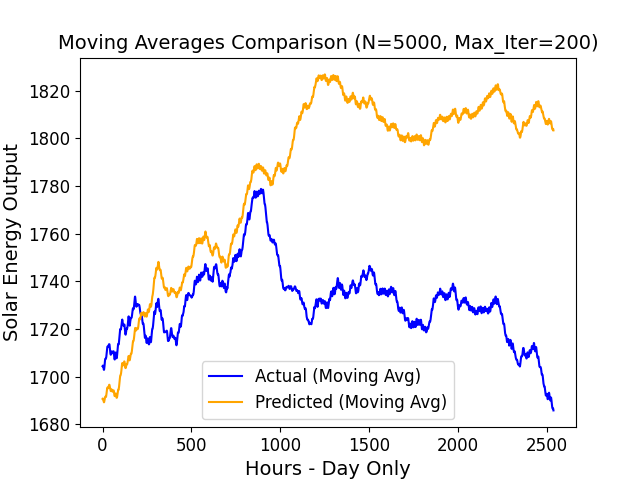 Moving Averages Comparison (N=5000, Max_Iter=200)
Solar Energy Output
1820
1800
1780
1760
1740
1720
1700
1680
Actual (Moving Avg)
Predicted (Moving Avg)
0 500 1000 1500 2000 2500
Hours - Day Only